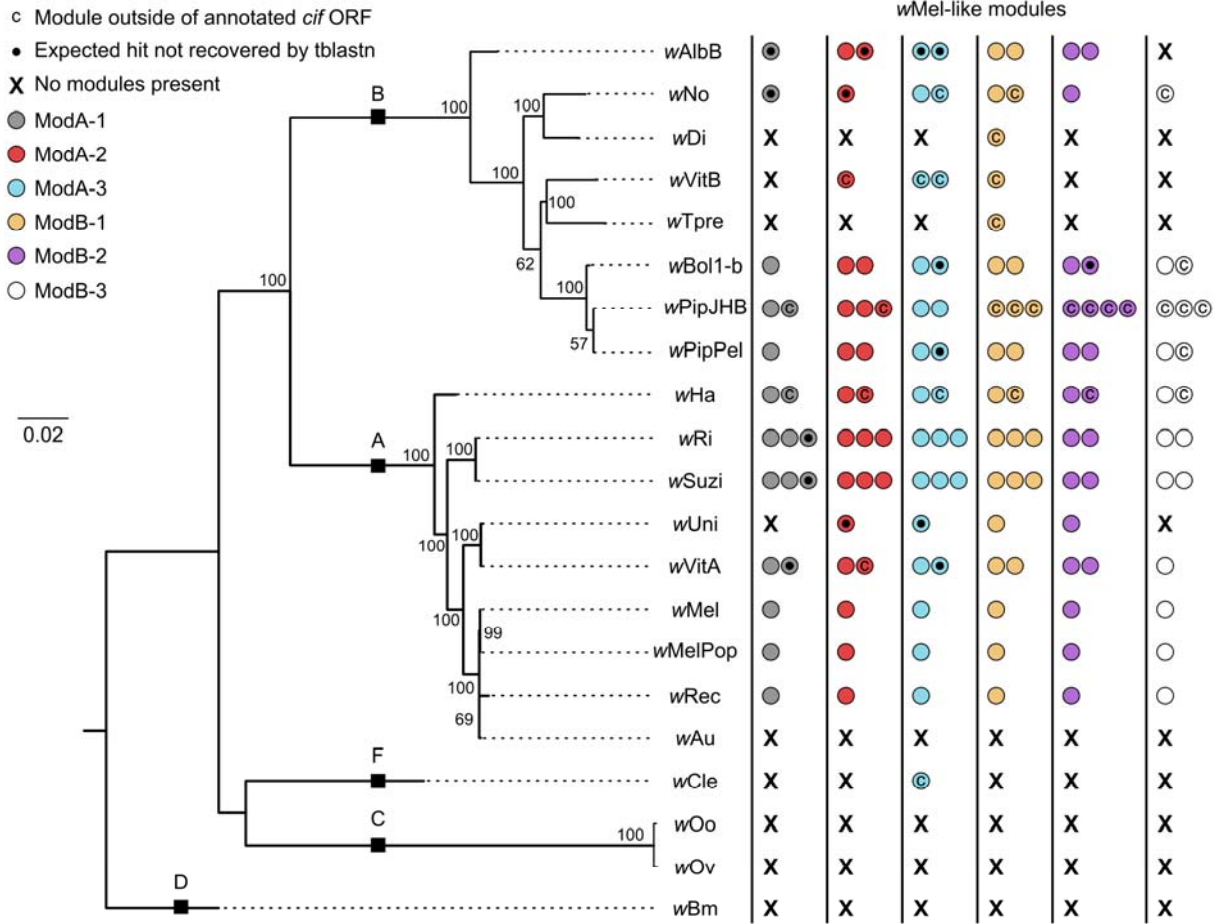 wMel-like modules
c Module outside of annotated cif ORF
Expected hit not recovered by tblastn
X No modules present
ModA-1
ModA-2
ModA-3
ModB-1
ModB-2
ModB-3
0.02
B
A
F
C
D
100
100
100
100
62
100
57
100
100
100
100
100
100
99
100
69
100
wAlbB X
wNo C C C
wDi X X X C X X
wVitB X C C C C X X
wTpre X X X C X X
wBol1-b C
wPipJHB C C C C C C C C C C C C
wPipPel C
wHa C C C C C C
wRi
wSuzi
wUni X X
wVitA C
wMel
wMelPop
wRec
wAu X X X X X X
wCle X X C X X X
wOo X X X X X X
wOv X X X X X X
wBm X X X X X X